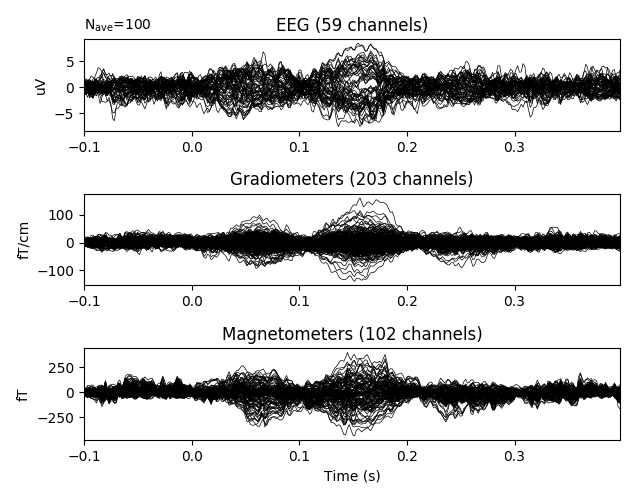 Nave=100
EEG (59 channels)
5
0
−5
uV
−0.1 0.0 0.1 0.2 0.3
Gradiometers (203 channels)
100
0
−100
fT/cm
−0.1 0.0 0.1 0.2 0.3
Magnetometers (102 channels)
250
0
−250
fT
−0.1 0.0 0.1 0.2 0.3
Time (s)